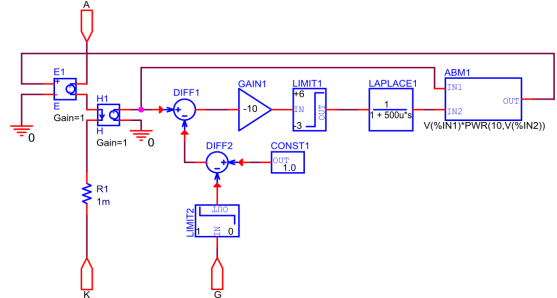 A
E1
E
Gain=1
0
H1
H
Gain=1
0
DIFF1
GAIN1
-10
LIMIT1
+6
IN
OUT
-3
LAPLACE1
1
1 + 500u*s
ABM1
IN1
IN2
OUT
V(%IN1)*PWR(10,V(%IN2))
DIFF2
CONST1
OUT
1.0
R1
1m
LIMIT2
OUT
1
0
IN
K
G